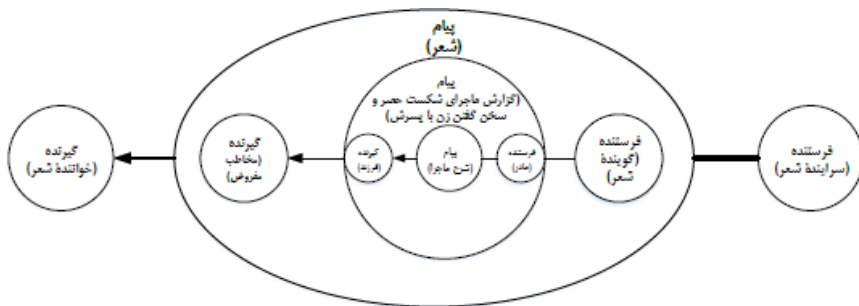 پیام
(شعر)
پیام
(گزارش ماجرای شکست حصر و
سخن گفتن زن با پسرش)
فرستنده
(سرایندهٔ شعر)
فرستنده
(گویندهٔ
شعر)
فرستنده
(مادر)
پیام
(شرح ماجرا)
گیرنده
(فرزند)
گیرنده
(مخاطب
مفروض)
گیرنده
(خوانندهٔ شعر)